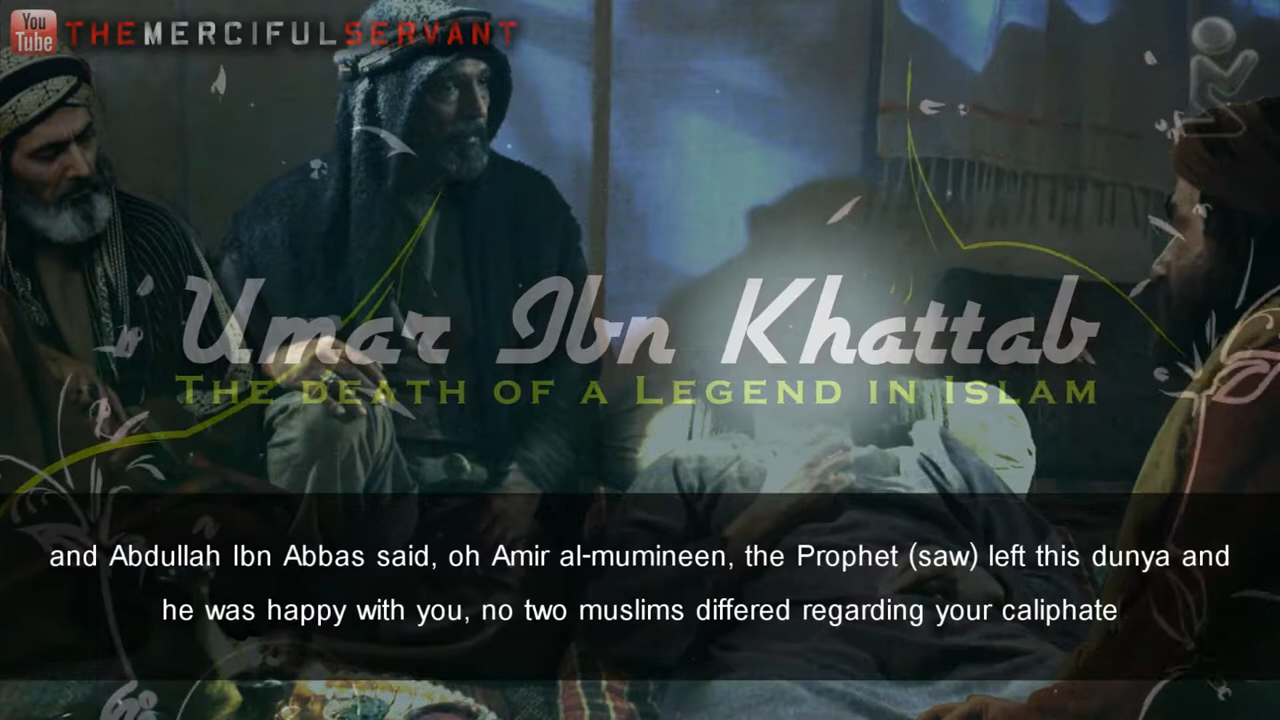 You
Tube
THEMERCIFULSERVANT
Umar Ibn Khattab
THE DEATH OF A LEGEND IN ISLAM
and Abdullah Ibn Abbas said, oh Amir al-mumineen, the Prophet (saw) left this dunya and
he was happy with you, no two muslims differed regarding your caliphate